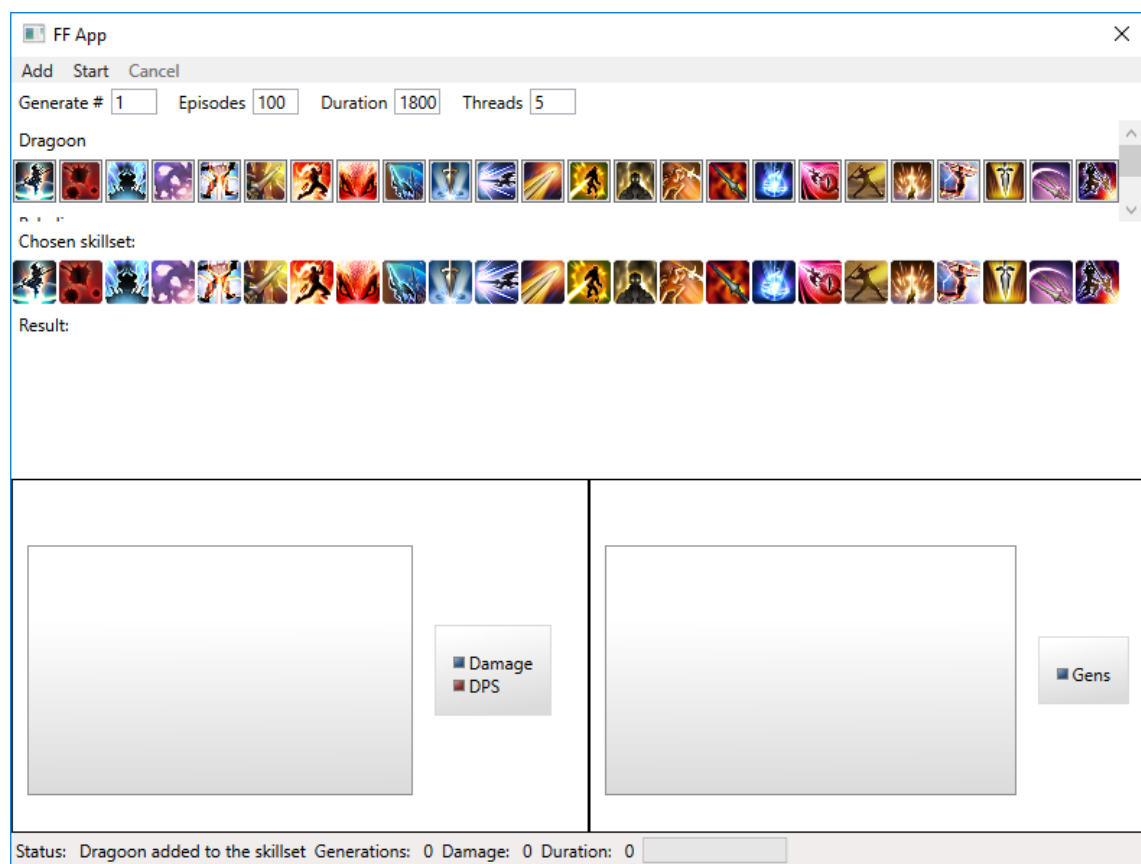 FF App
Add Start Cancel
Generate # 1 Episodes 100 Duration 1800 Threads 5
Dragoon
Chosen skillset:
Result:
Damage
DPS
Gens
Status: Dragoon added to the skillset Generations: 0 Damage: 0 Duration: 0